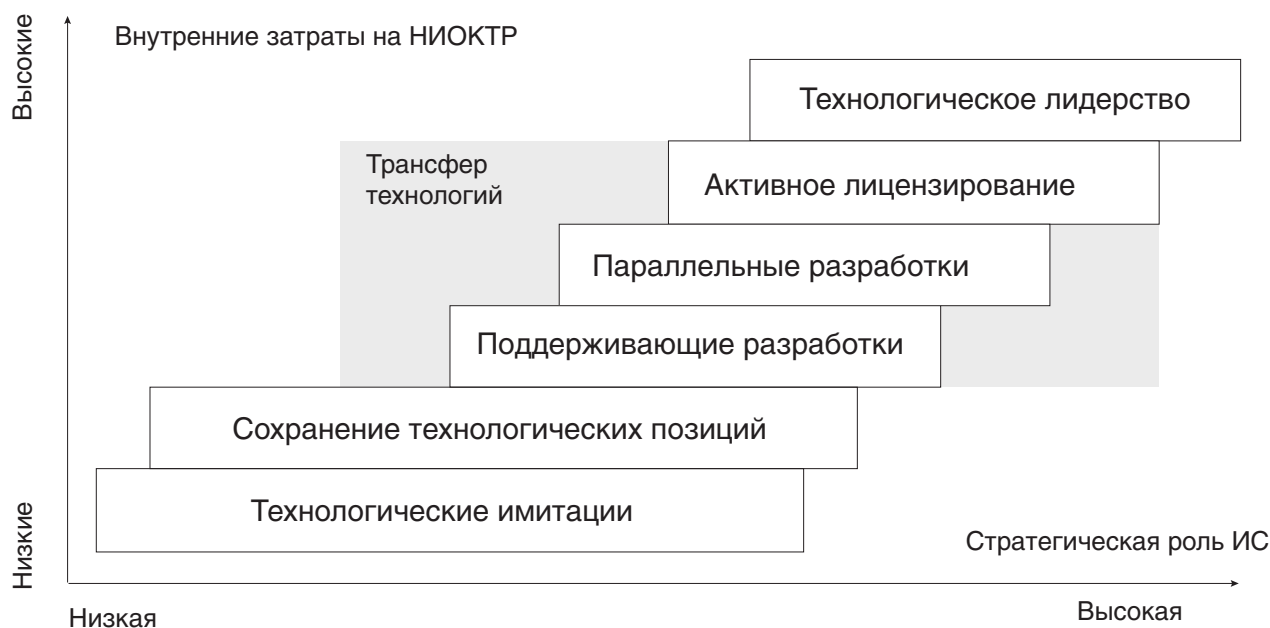 Высокие
Внутренние затраты на НИОКТР
Технологическое лидерство
Трансфер
технологий
Активное лицензирование
Параллельные разработки
Поддерживающие разработки
Сохранение технологических позиций
Технологические имитации
Низкие
Стратегическая роль ИС
Низкая
Высокая